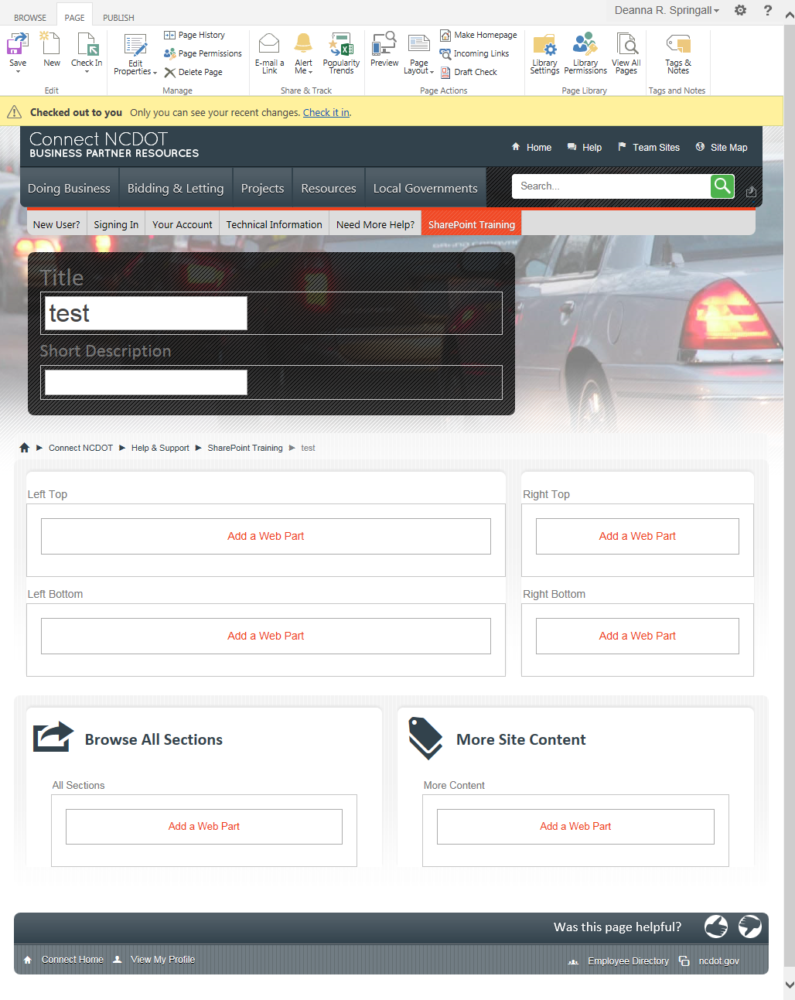 Deanna R. Springall
BROWSE PAGE PUBLISH
Save New Check In
Edit
Edit Properties
Page History
Page Permissions
Delete Page
Manage
E-mail a Link
Alert Me
Popularity Trends
Share & Track
Preview
Page Layout
Make Homepage
Incoming Links
Draft Check
Page Actions
Library Settings
Library Permissions
View All Pages
Page Library
Tags & Notes
Tags and Notes
Checked out to you Only you can see your recent changes. Check it in.
Connect NCDOT
BUSINESS PARTNER RESOURCES
Home Help Team Sites Site Map
Doing Business Bidding & Letting Projects Resources Local Governments
Search...
New User? Signing In Your Account Technical Information Need More Help? SharePoint Training
Title
test
Short Description
Connect NCDOT Help & Support SharePoint Training test
Left Top
Add a Web Part
Right Top
Add a Web Part
Left Bottom
Add a Web Part
Right Bottom
Add a Web Part
Browse All Sections
All Sections
Add a Web Part
More Site Content
More Content
Add a Web Part
Was this page helpful?
Connect Home View My Profile
Employee Directory ncdot.gov